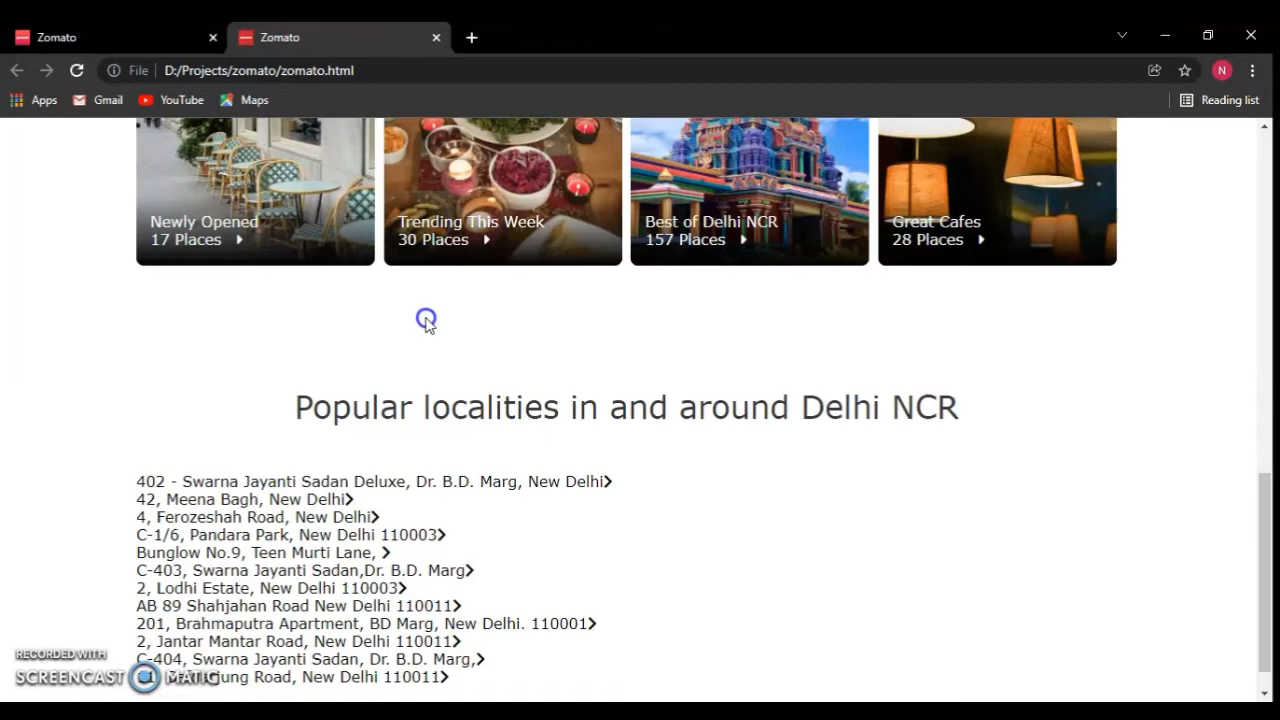 Zomato
Zomato
File D:/Projects/zomato/zomato.html
N
Apps Gmail YouTube Maps Reading list
Newly Opened
17 Places
Trending This Week
30 Places
Best of Delhi NCR
157 Places
Great Cafes
28 Places
Popular localities in and around Delhi NCR
402 - Swarna Jayanti Sadan Deluxe, Dr. B.D. Marg, New Delhi
42, Meena Bagh, New Delhi
4, Ferozeshah Road, New Delhi
C-1/6, Pandara Park, New Delhi 110003
Bunglow No.9, Teen Murti Lane,
C-403, Swarna Jayanti Sadan,Dr. B.D. Marg
2, Lodhi Estate, New Delhi 110003
AB 89 Shahjahan Road New Delhi 110011
201, Brahmaputra Apartment, BD Marg, New Delhi. 110001
2, Jantar Mantar Road, New Delhi 110011
C-404, Swarna Jayanti Sadan, Dr. B.D. Marg,
Road, New Delhi 110011
RECORDED WITH
SCREENCAST MATIC